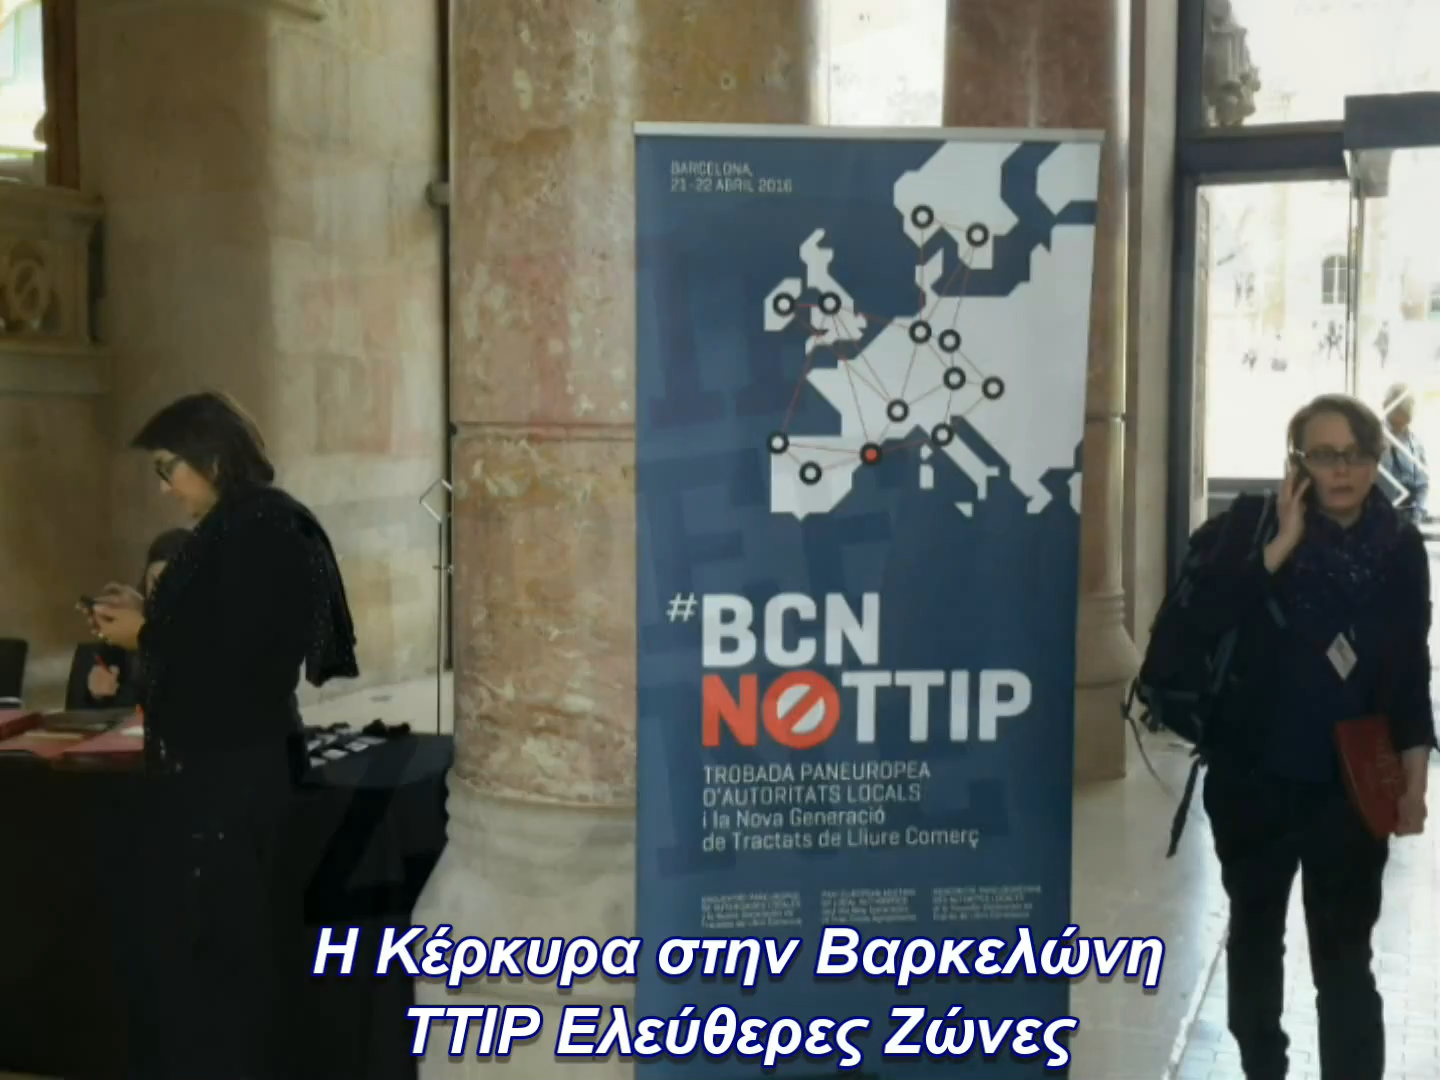 BARCELONA,
21-22 ABRIL 2016
#BCN
NOTTIP
TROBADA PANEUROPEA
D'AUTORITATS LOCALS
i la Nova Generació
de Tractats de Lliure Comerç
Η Κέρκυρα στην Βαρκελώνη
TTIP Ελεύθερες Ζώνες